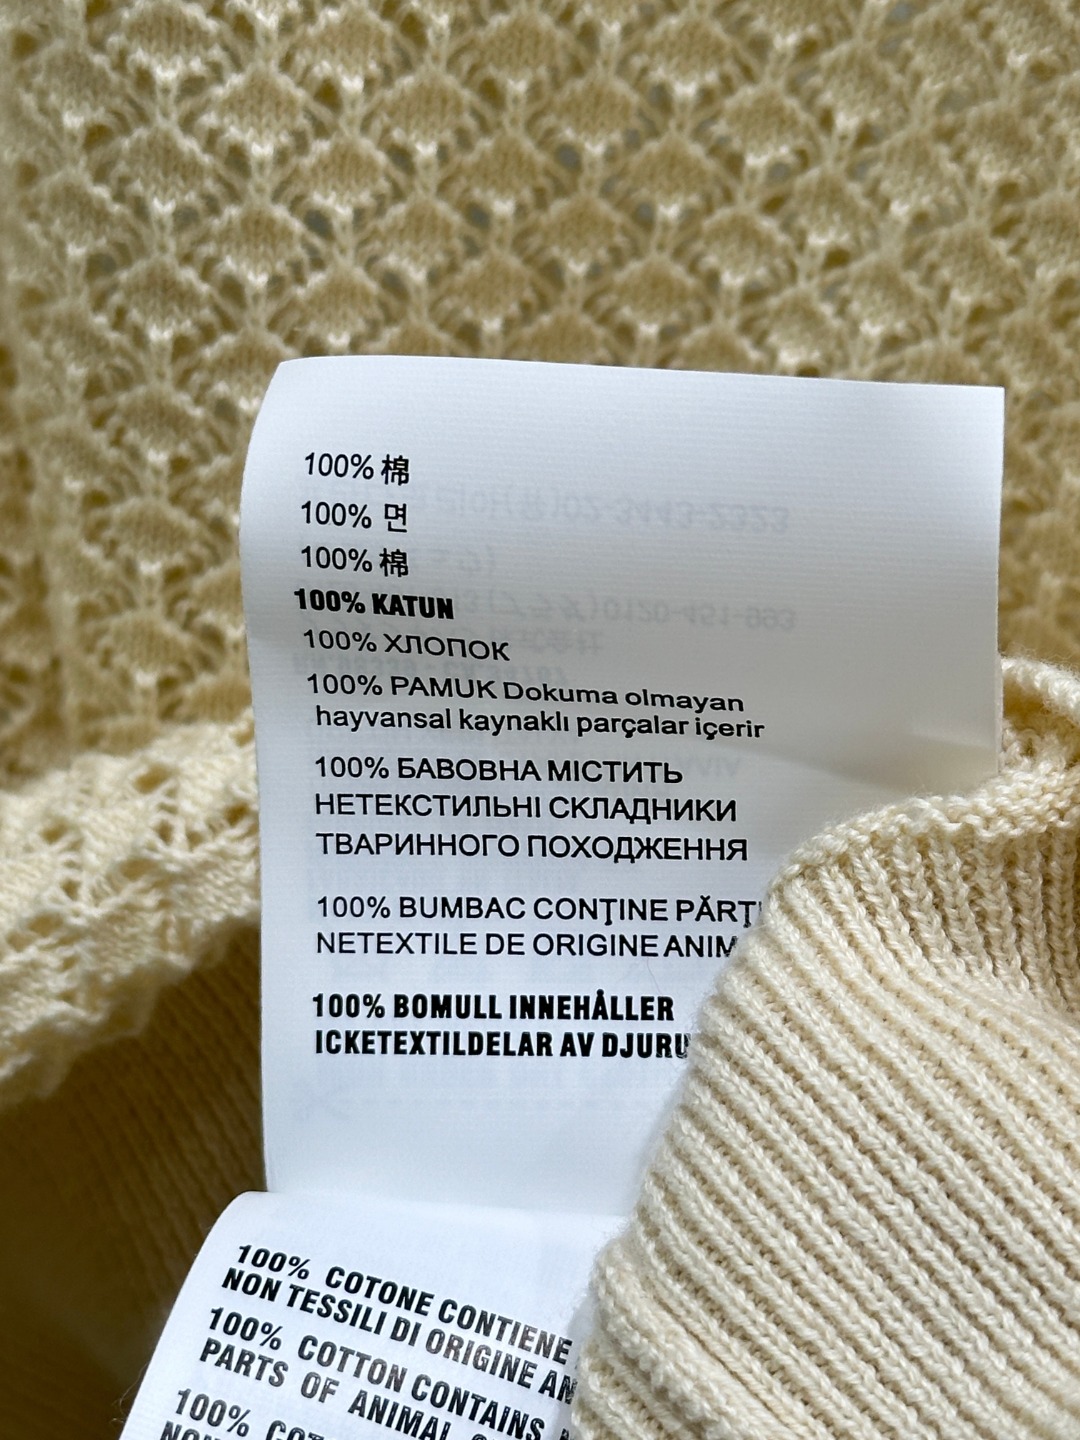 100% 棉
100% 면
100% 棉
100% KATUN
100% ХЛОПОК
100% PAMUK Dokuma olmayan
hayvansal kaynaklı parçalar içerir
100% БАВОВНА МІСТИТЬ
НЕТЕКСТИЛЬНІ СКЛАДНИКИ
ТВАРИННОГО ПОХОДЖЕННЯ
100% BUMBAC CONŢINE
NETEXTILE DE ORIGINE
100% BOMULL INNEHÅLLER
ICKETEXTILDELAR AV
100% COTONE CONTIENE
NON TESSILI DI ORIGINE
100% COTTON CONTAINS
PARTS OF ANIMAL
100%